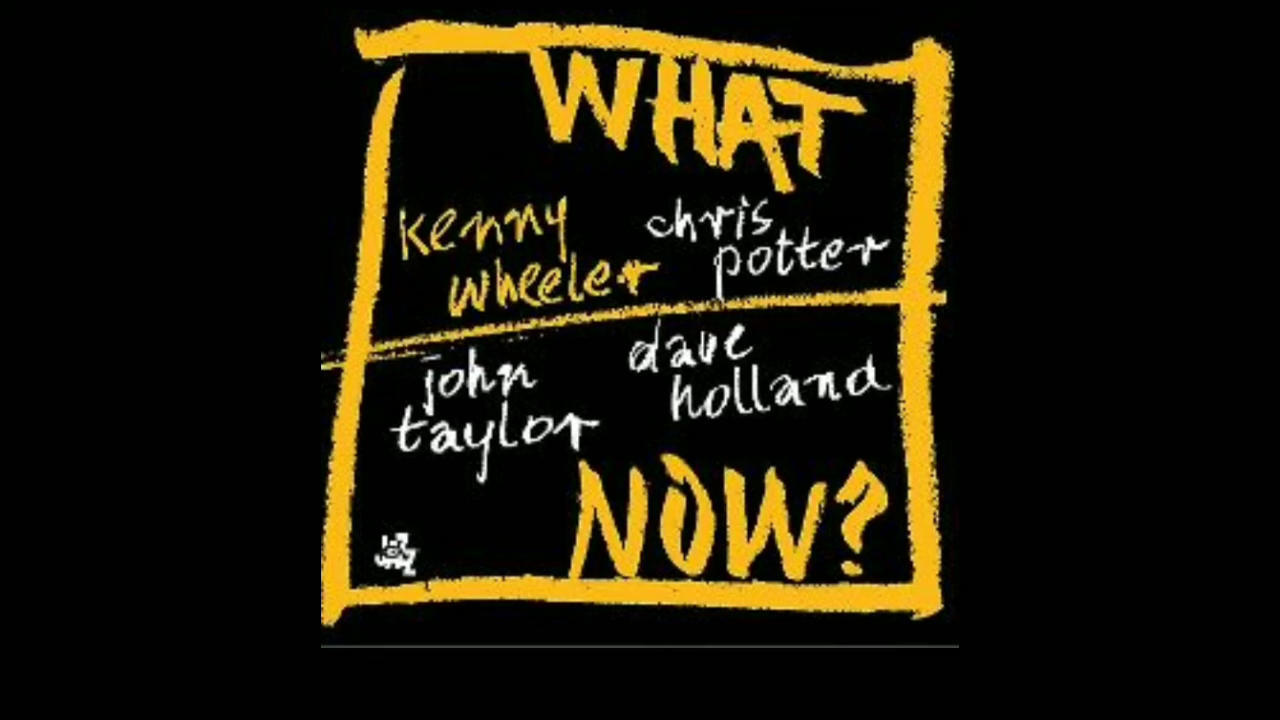 WHAT
kenny
wheeler
chris
potter
john
taylor
dave
holland
NOW?